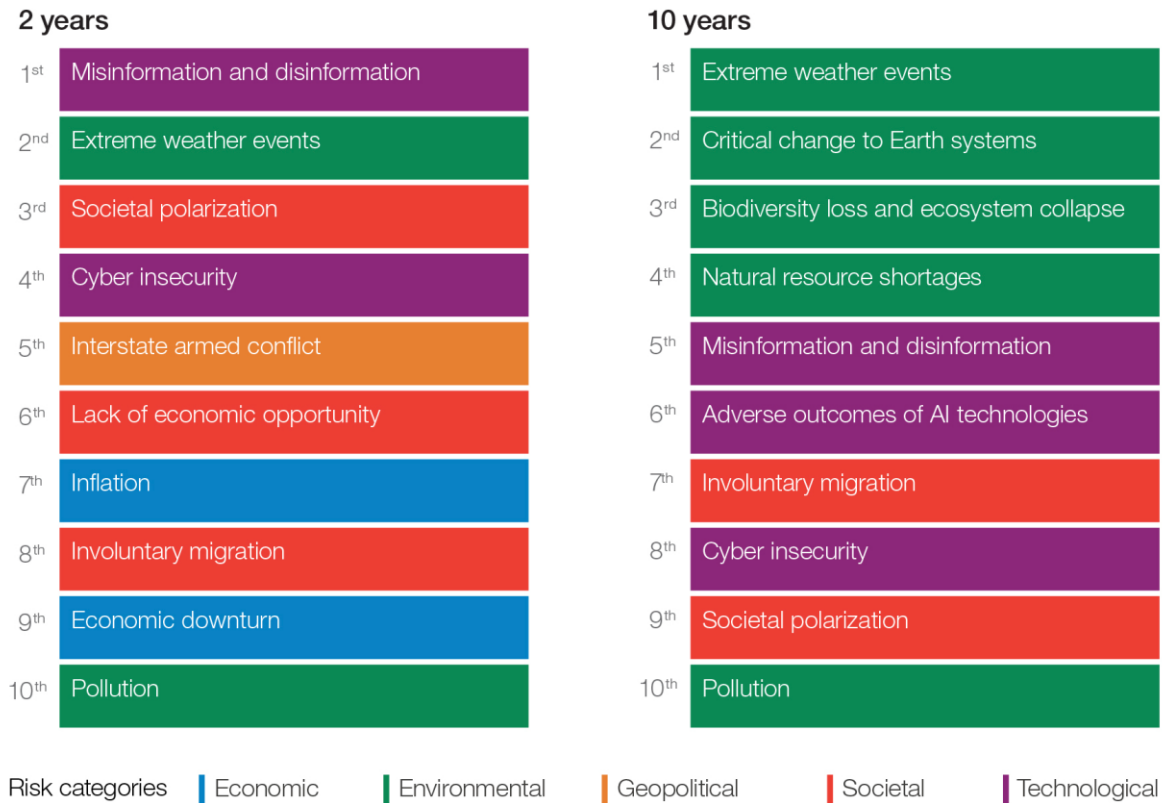 2 years
1st Misinformation and disinformation
2nd Extreme weather events
3rd Societal polarization
4th Cyber insecurity
5th Interstate armed conflict
6th Lack of economic opportunity
7th Inflation
8th Involuntary migration
9th Economic downturn
10th Pollution
10 years
1st Extreme weather events
2nd Critical change to Earth systems
3rd Biodiversity loss and ecosystem collapse
4th Natural resource shortages
5th Misinformation and disinformation
6th Adverse outcomes of AI technologies
7th Involuntary migration
8th Cyber insecurity
9th Societal polarization
10th Pollution
Risk categories Economic Environmental Geopolitical Societal Technological